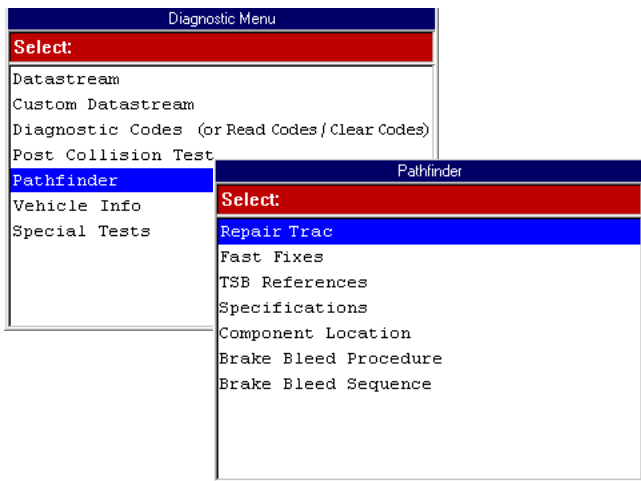 Diagnostic Menu
Select:
Datastream
Custom Datastream
Diagnostic Codes (or Read Codes / Clear Codes)
Post Collision Test
Pathfinder
Vehicle Info
Special Tests
Pathfinder
Select:
Repair Trac
Fast Fixes
TSB References
Specifications
Component Location
Brake Bleed Procedure
Brake Bleed Sequence